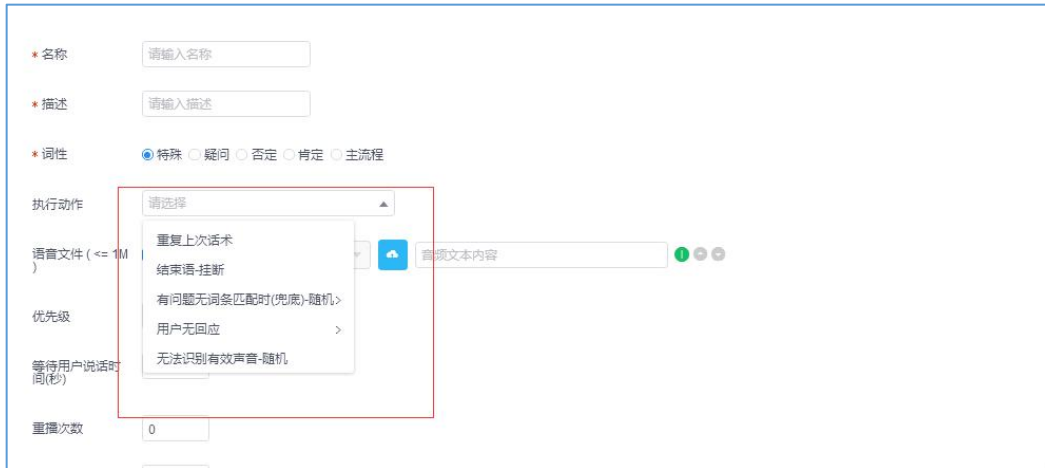 * 名称 请输入名称
* 描述 请输入描述
* 词性 特殊 疑问 否定 肯定 主流程
执行动作 请选择
重复上次话术
语音文件 ( <= 1M
) 音频文本内容
结束语-挂断
有问题无词条匹配时(兜底)-随机
优先级
用户无回应
无法识别有效声音-随机
等待用户说话时
间(秒)
重播次数 0